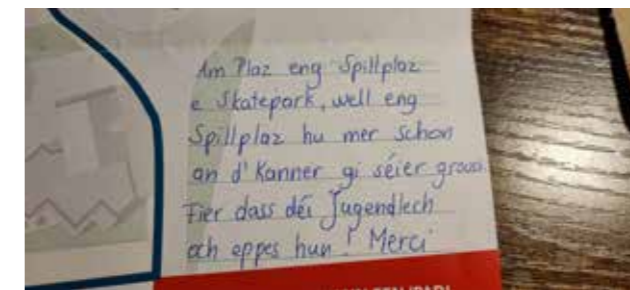 Am Plaz eng Spillplaz
e Skatepark, well eng
Spillplaz hu mer schon
an d'Kanner gi séier grouss.
Fier dass déi Jugendlech
och eppes hun! Merci